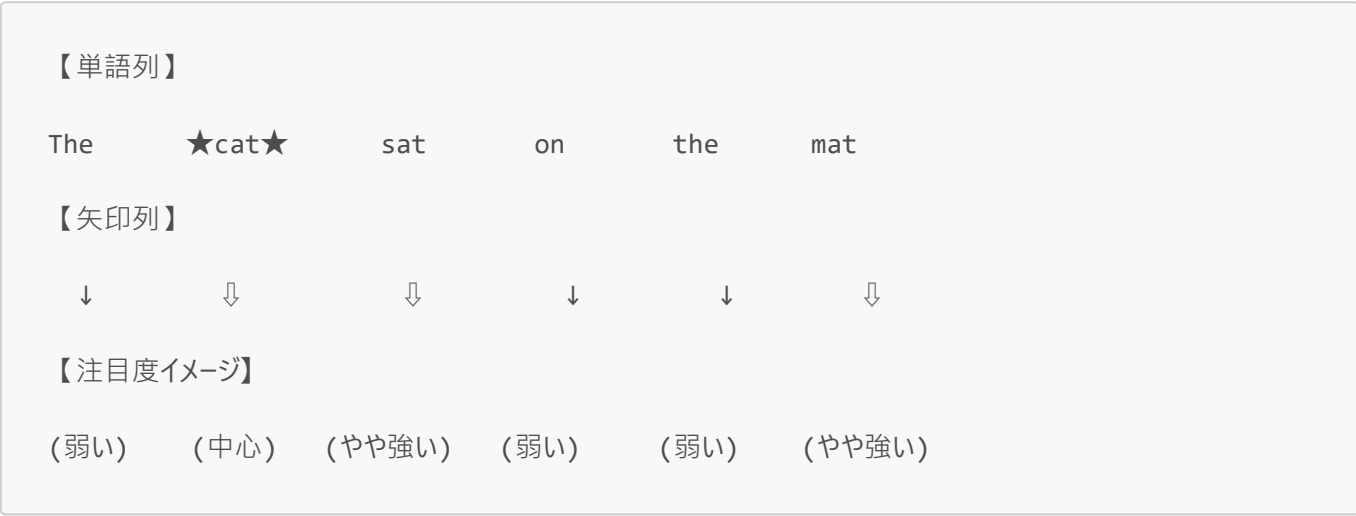 【単語列】
The ★cat★ sat on the mat
【矢印列】
↓ ⇩ ⇩ ↓ ↓ ⇩
【注目度イメージ】
(弱い) (中心) (やや強い) (弱い) (弱い) (やや強い)